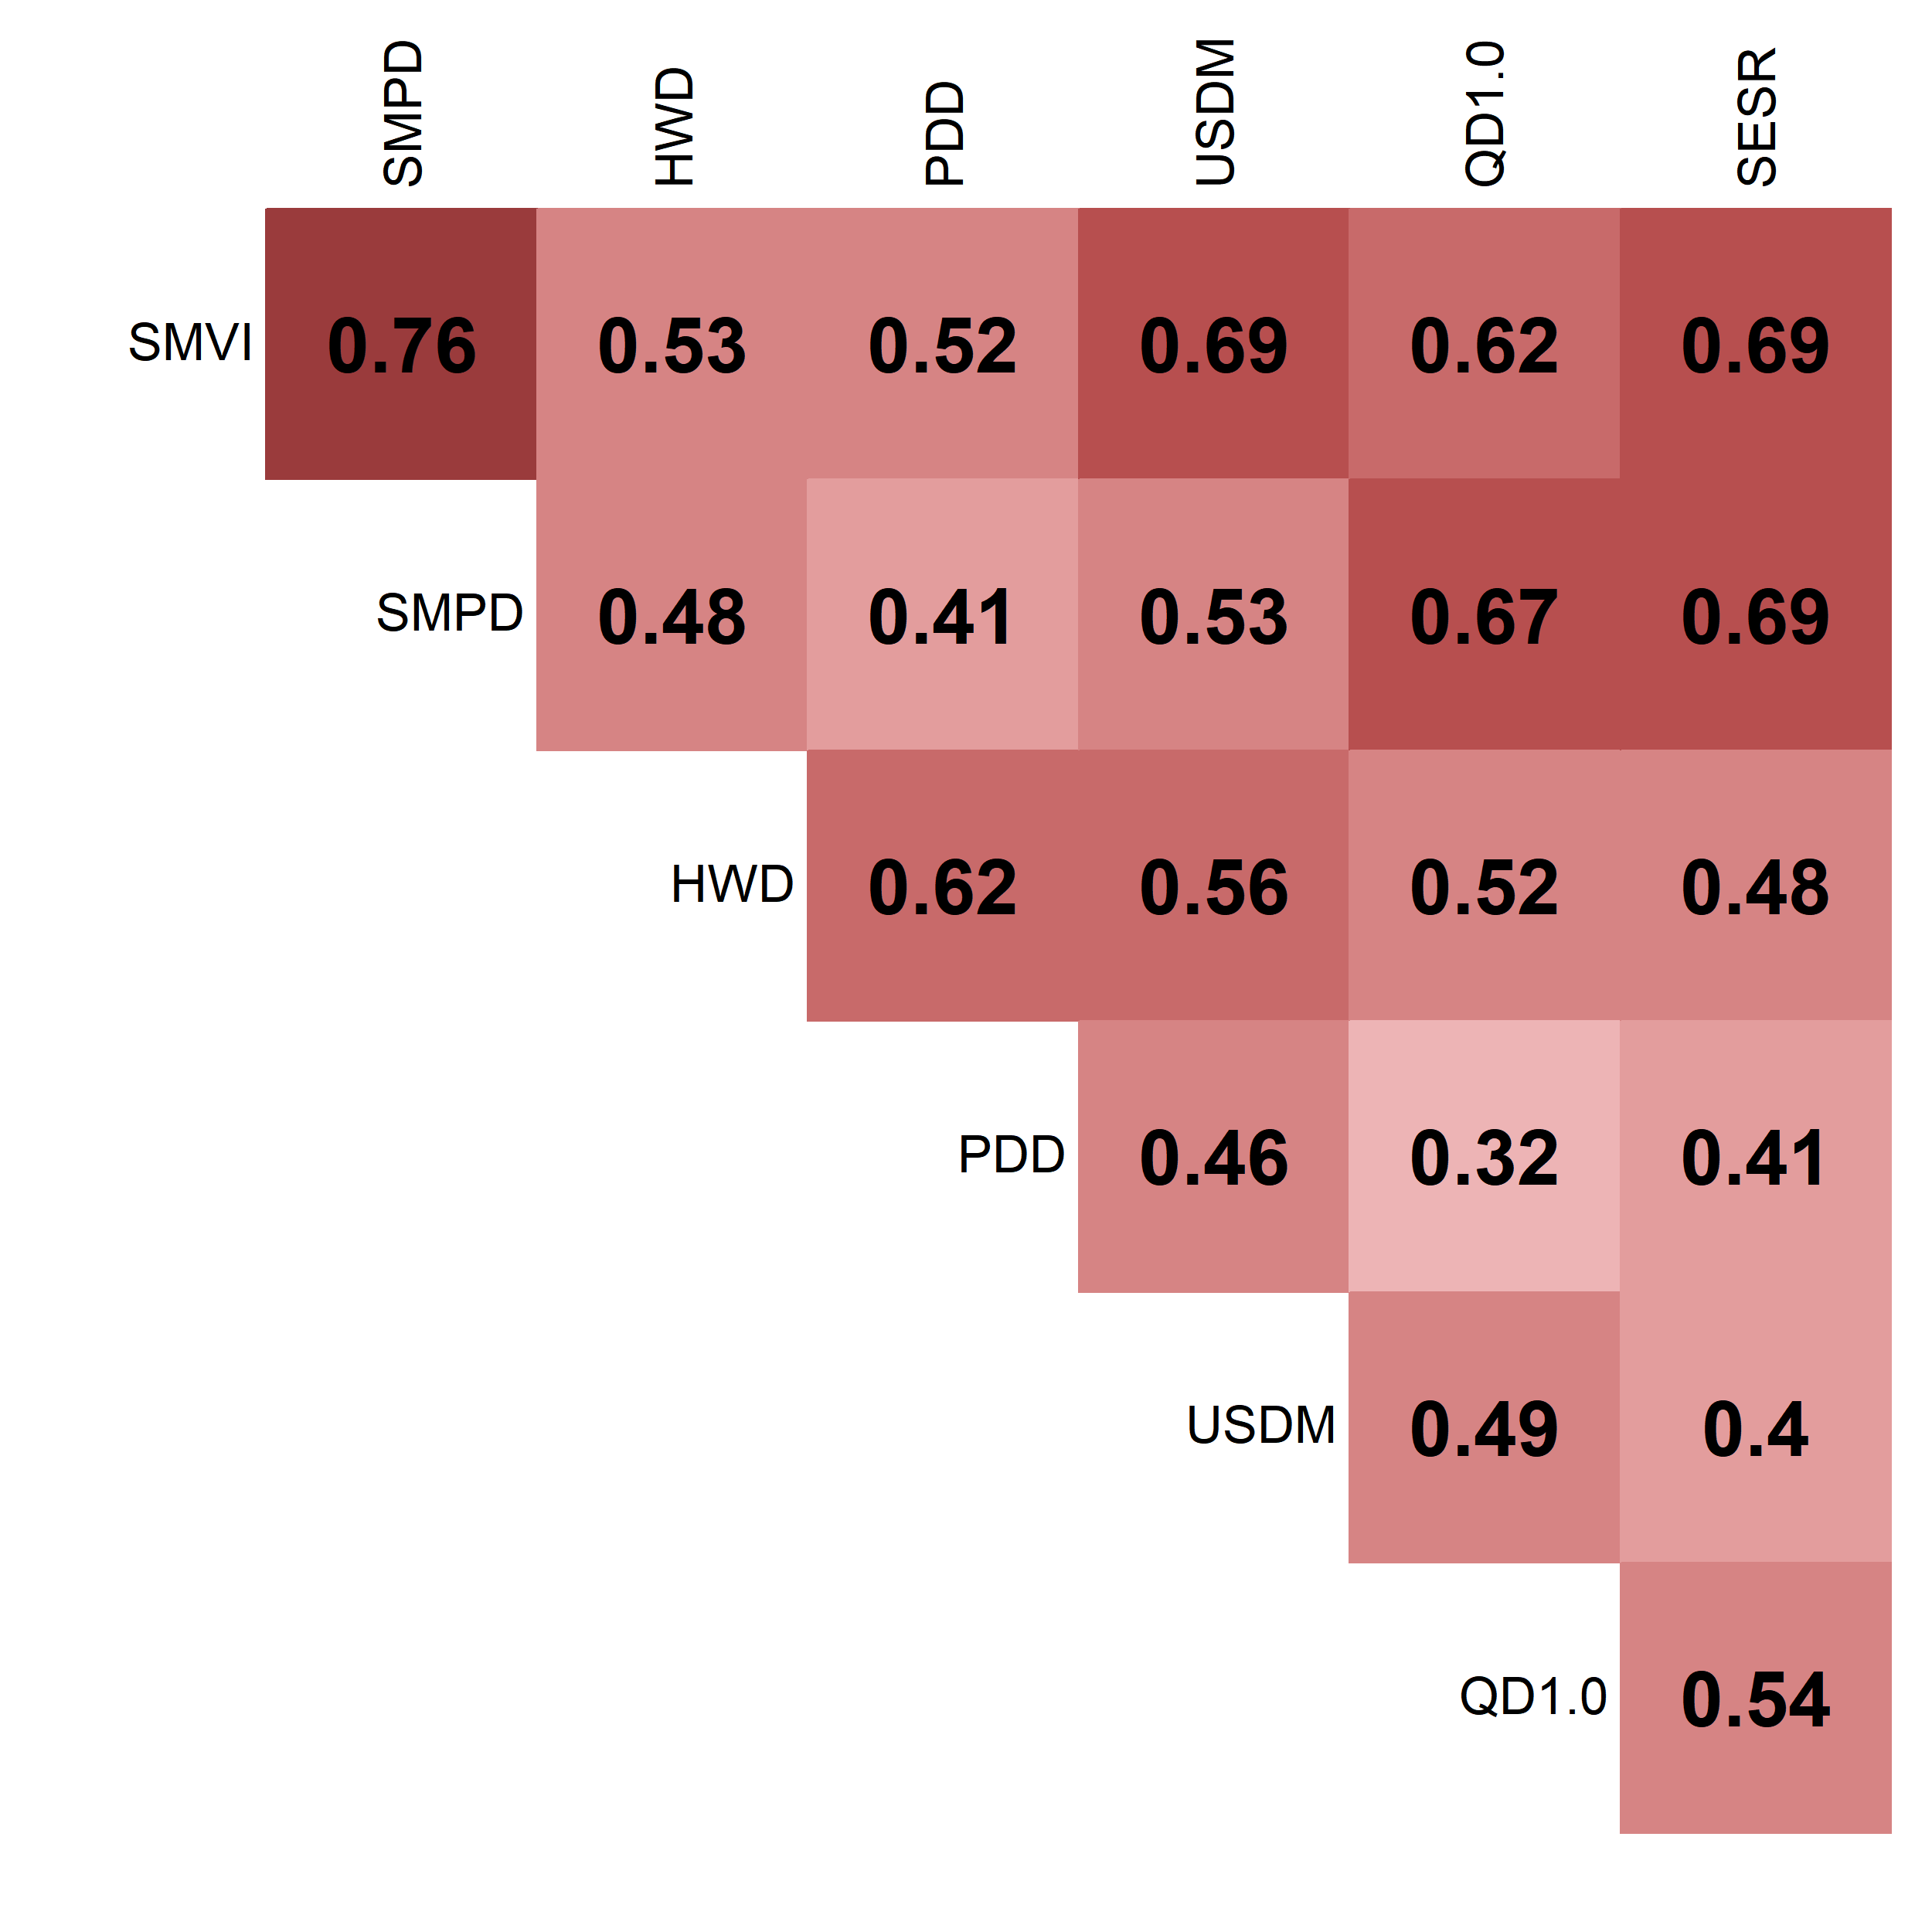 SMPD HWD PDD USDM QD1.0 SESR
SMVI 0.76 0.53 0.52 0.69 0.62 0.69
SMPD 0.48 0.41 0.53 0.67 0.69
HWD 0.62 0.56 0.52 0.48
PDD 0.46 0.32 0.41
USDM 0.49 0.4
QD1.0 0.54